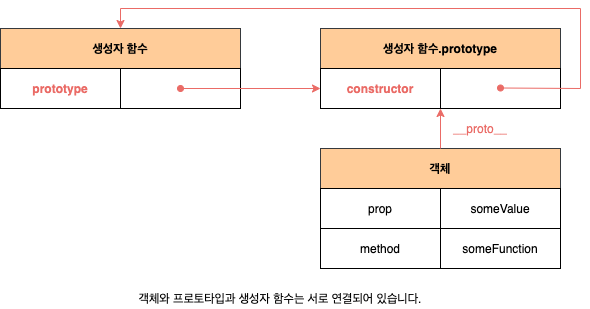 생성자 함수
prototype
생성자 함수.prototype
constructor
__proto__
객체
prop someValue
method someFunction
객체와 프로토타입과 생성자 함수는 서로 연결되어 있습니다.